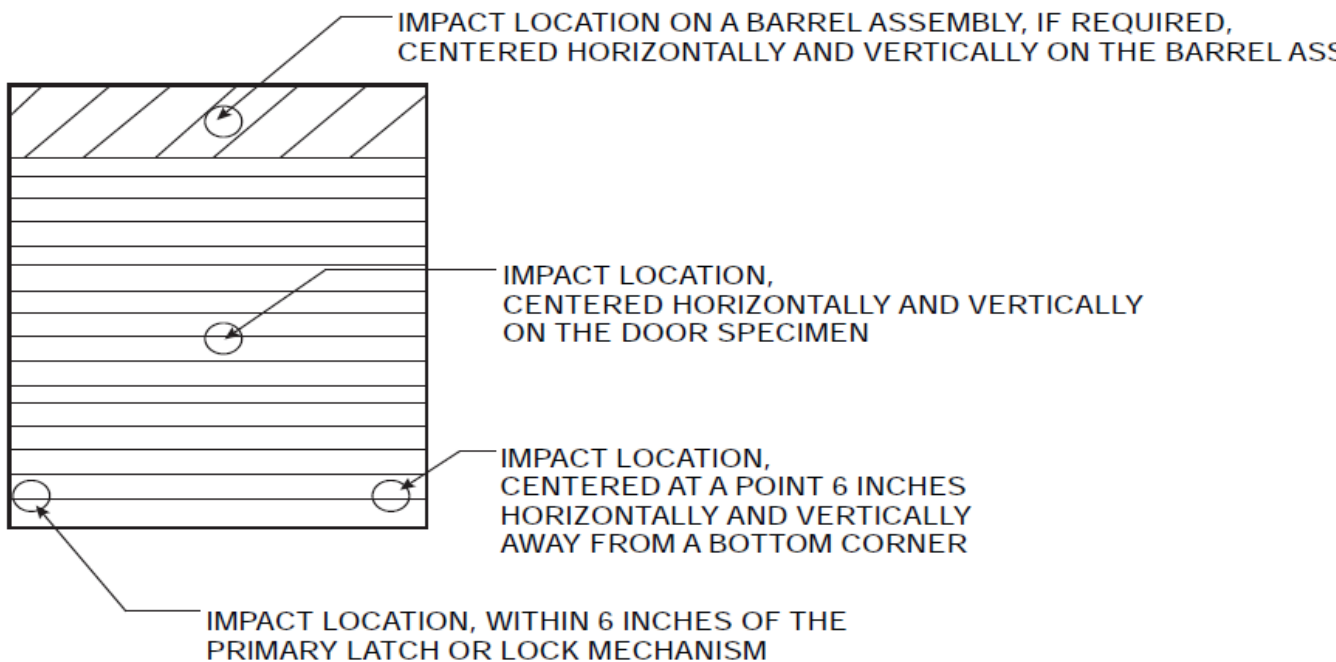 IMPACT LOCATION ON A BARREL ASSEMBLY, IF REQUIRED,
CENTERED HORIZONTALLY AND VERTICALLY ON THE BARREL ASS
IMPACT LOCATION,
CENTERED HORIZONTALLY AND VERTICALLY
ON THE DOOR SPECIMEN
IMPACT LOCATION,
CENTERED AT A POINT 6 INCHES
HORIZONTALLY AND VERTICALLY
AWAY FROM A BOTTOM CORNER
IMPACT LOCATION, WITHIN 6 INCHES OF THE
PRIMARY LATCH OR LOCK MECHANISM